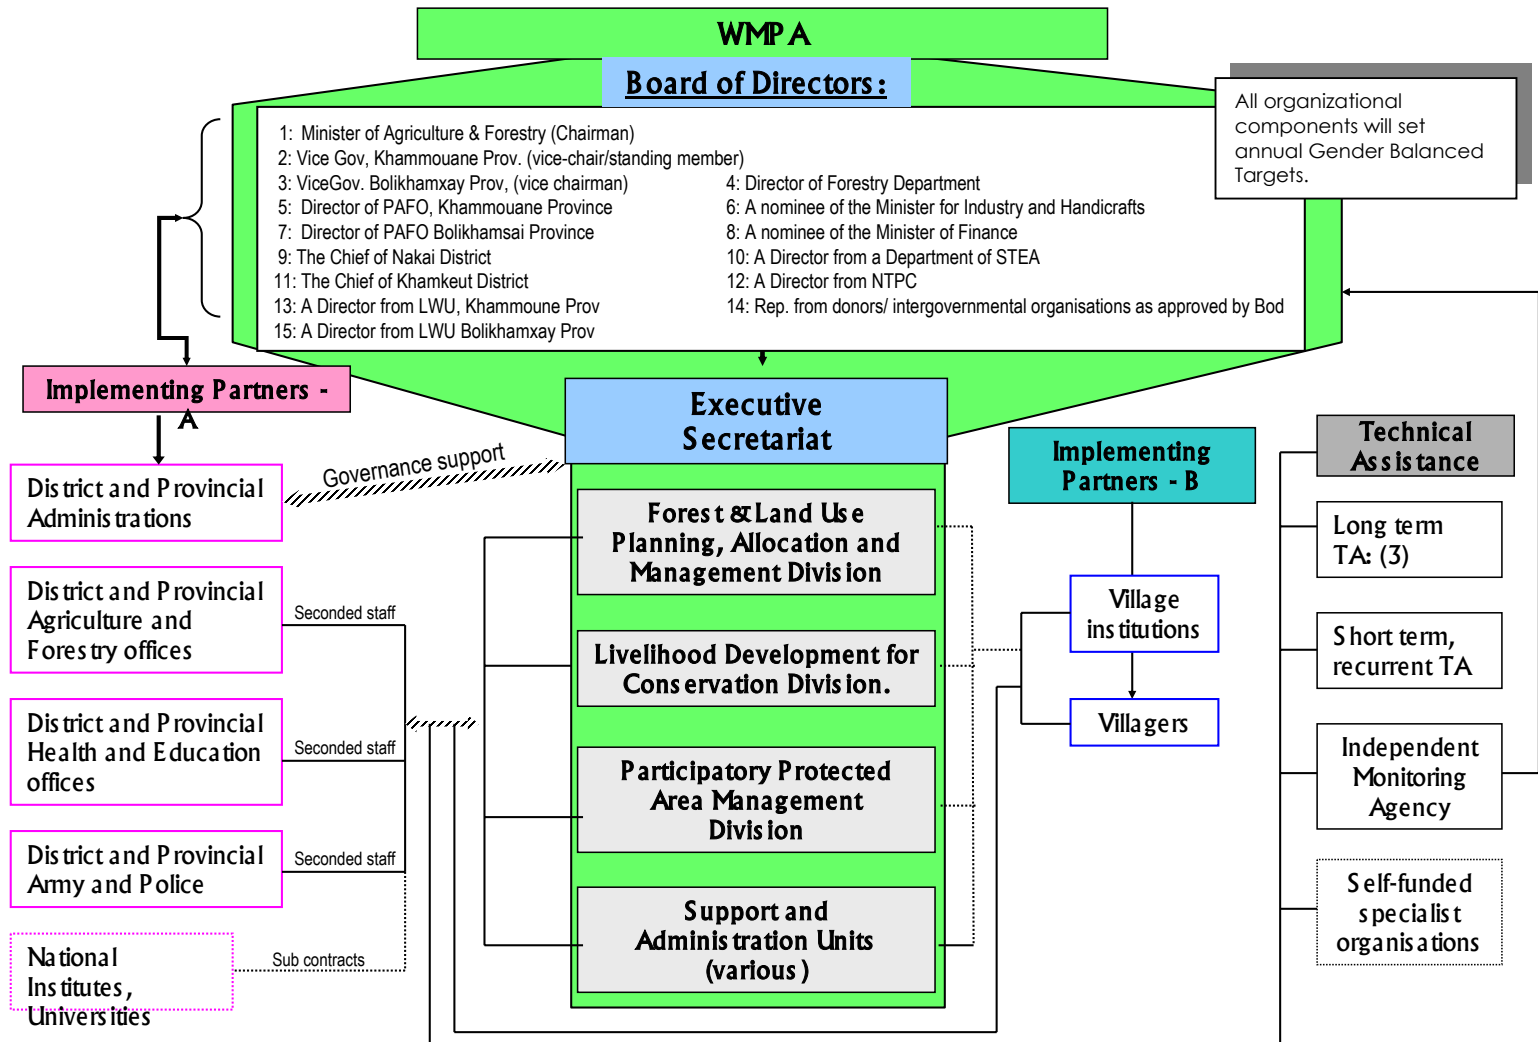 WMPA
Board of Directors:
All organizational
components will set
annual Gender Balanced
Targets.
1: Minister of Agriculture & Forestry (Chairman)
2: Vice Gov, Khammouane Prov. (vice-chair/standing member)
3: ViceGov. Bolikhamxay Prov, (vice chairman)
4: Director of Forestry Department
5: Director of PAFO, Khammouane Province
6: A nominee of the Minister for Industry and Handicrafts
7: Director of PAFO Bolikhamsai Province
8: A nominee of the Minister of Finance
9: The Chief of Nakai District
10: A Director from a Department of STEA
11: The Chief of Khamkeut District
12: A Director from NTPC
13: A Director from LWU, Khammoune Prov
14: Rep. from donors/ intergovernmental organisations as approved by Bod
15: A Director from LWU Bolikhamxay Prov
Implementing Partners -
A
District and Provincial
Administrations
Governance support
District and Provincial
Agriculture and
Forestry offices
Seconded staff
District and Provincial
Health and Education
offices
Seconded staff
District and Provincial
Army and Police
Seconded staff
National
Institutes,
Universities
Sub contracts
Executive
Secretariat
Forest & Land Use
Planning, Allocation and
Management Division
Livelihood Development for
Conservation Division.
Participatory Protected
Area Management
Division
Support and
Administration Units
(various)
Implementing
Partners - B
Village
institutions
Villagers
Technical
Assistance
Long term
TA: (3)
Short term,
recurrent TA
Independent
Monitoring
Agency
Self-funded
specialist
organisations